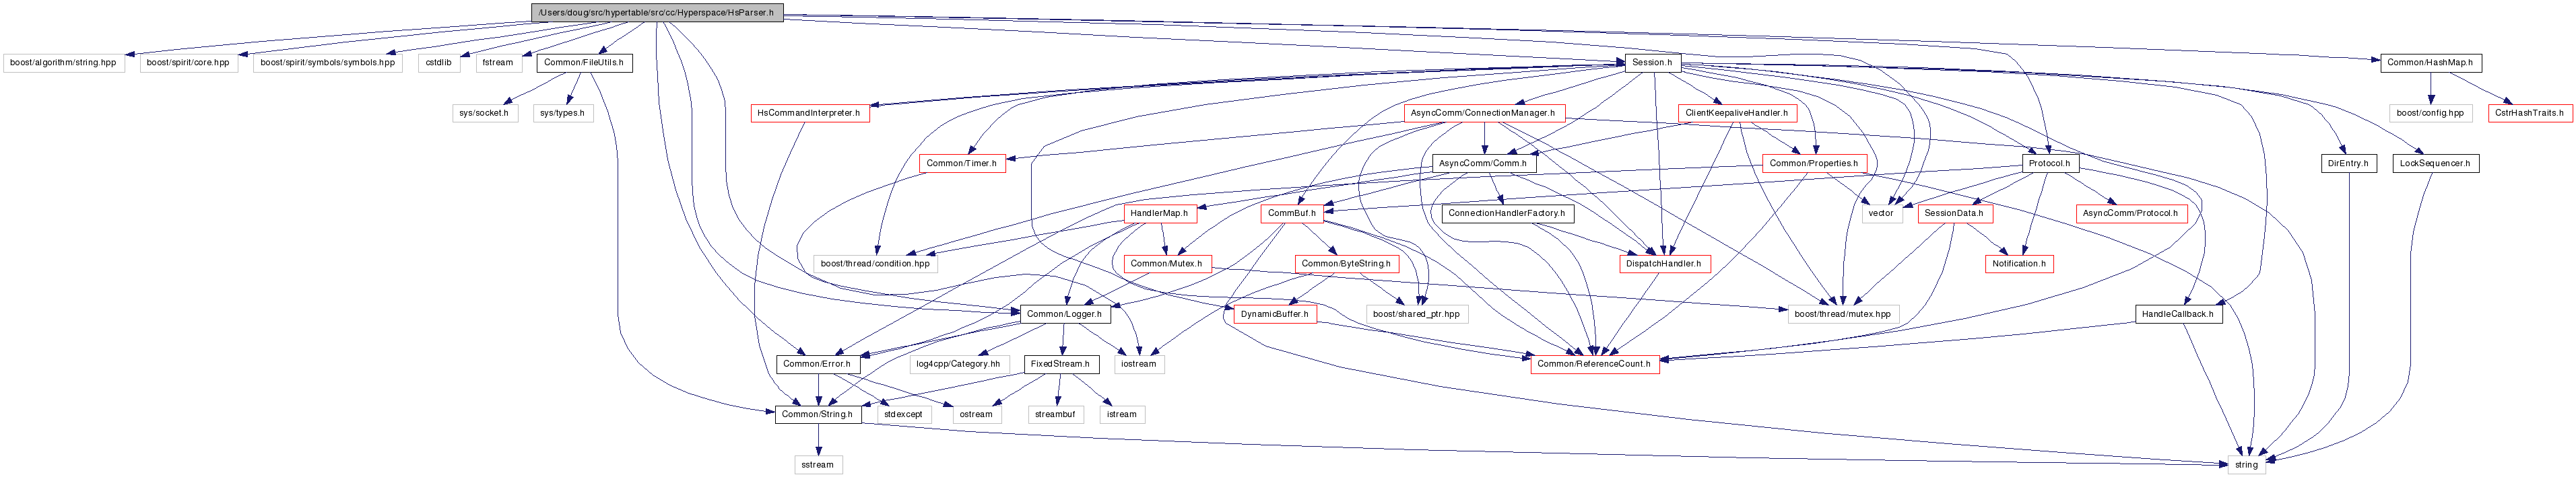 /Users/doug/src/hypertable/src/cc/Hyperspace/HsParser.h
boost/algorithm/string.hpp
boost/spirit/core.hpp
boost/spirit/symbols/symbols.hpp
cstdlib
fstream
Common/FileUtils.h
Session.h
Common/HashMap.h
sys/socket.h
sys/types.h
HsCommandInterpreter.h
AsyncComm/ConnectionManager.h
ClientKeepaliveHandler.h
boost/config.hpp
CstrHashTraits.h
Common/Timer.h
AsyncComm/Comm.h
Common/Properties.h
Protocol.h
DirEntry.h
LockSequencer.h
HandlerMap.h
CommBuf.h
ConnectionHandlerFactory.h
vector
SessionData.h
AsyncComm/Protocol.h
boost/thread/condition.hpp
Common/Mutex.h
Common/ByteString.h
DispatchHandler.h
Notification.h
Common/Logger.h
DynamicBuffer.h
boost/shared_ptr.hpp
boost/thread/mutex.hpp
HandleCallback.h
Common/Error.h
log4cpp/Category.hh
FixedStream.h
iostream
Common/ReferenceCount.h
Common/String.h
stdexcept
ostream
streambuf
istream
sstream
string